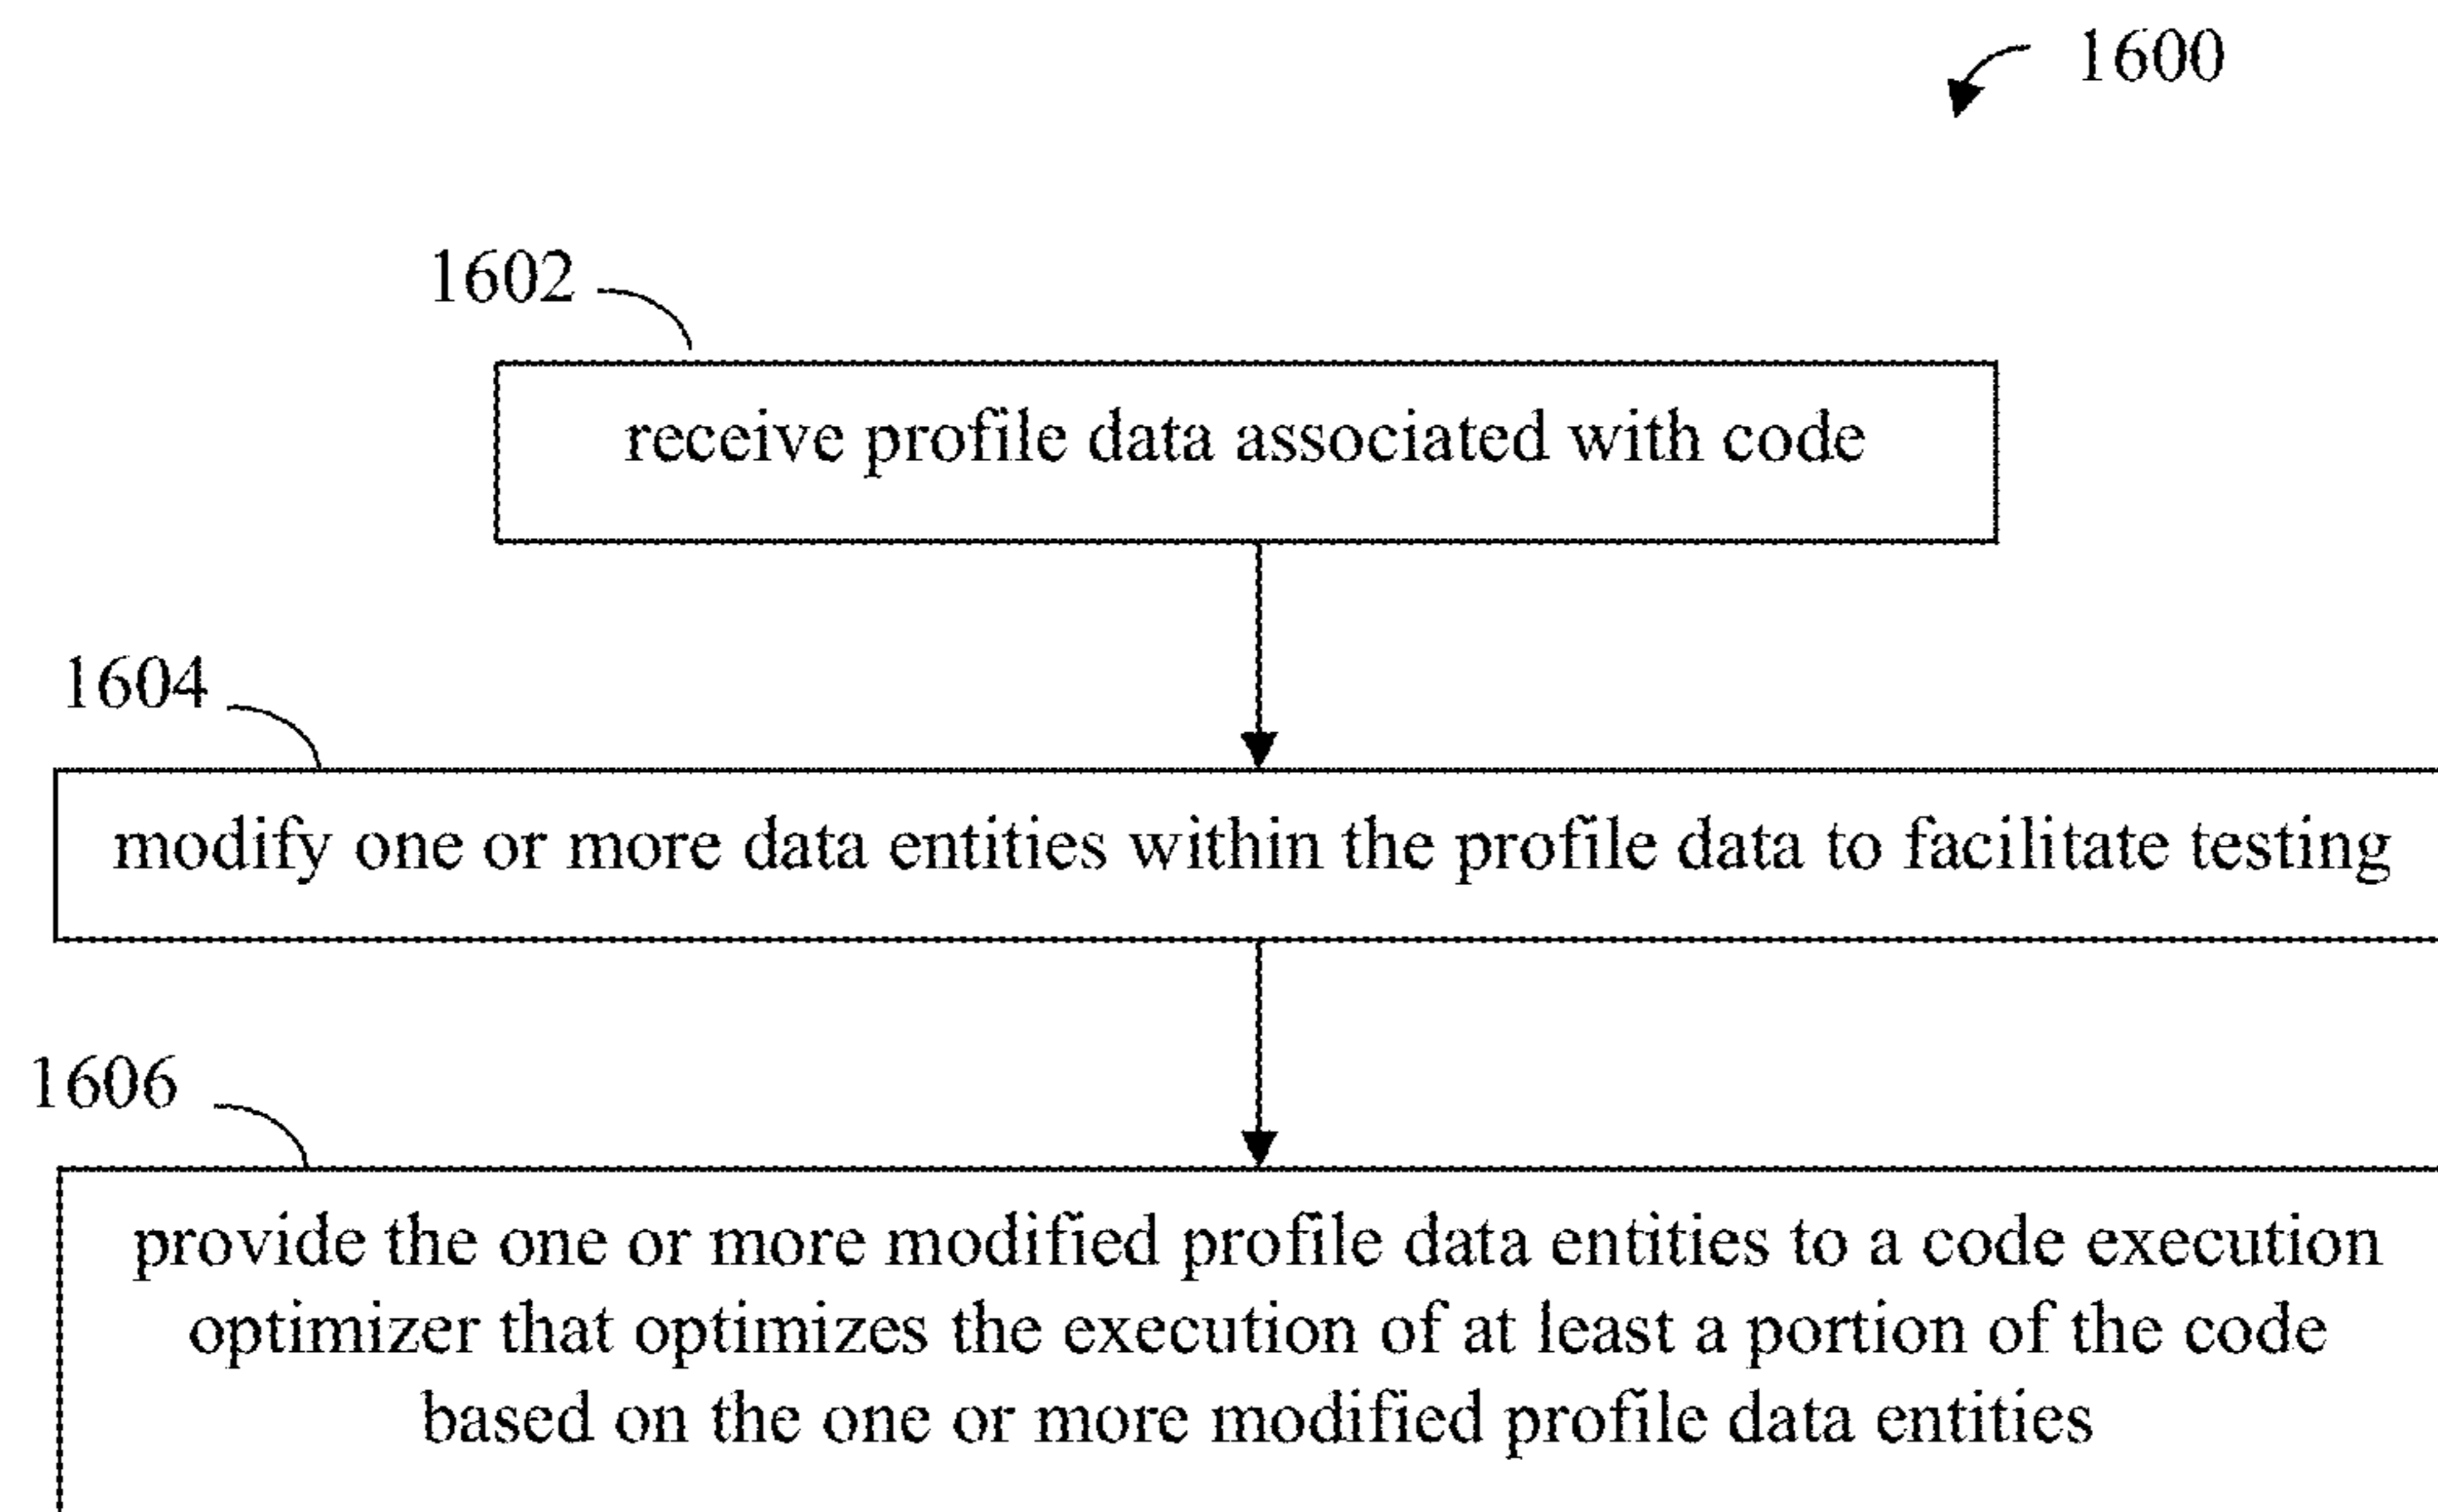 1600
1602
receive profile data associated with code
1604
modify one or more data entities within the profile data to facilitate testing
1606
provide the one or more modified profile data entities to a code execution
optimizer that optimizes the execution of at least a portion of the code
based on the one or more modified profile data entities